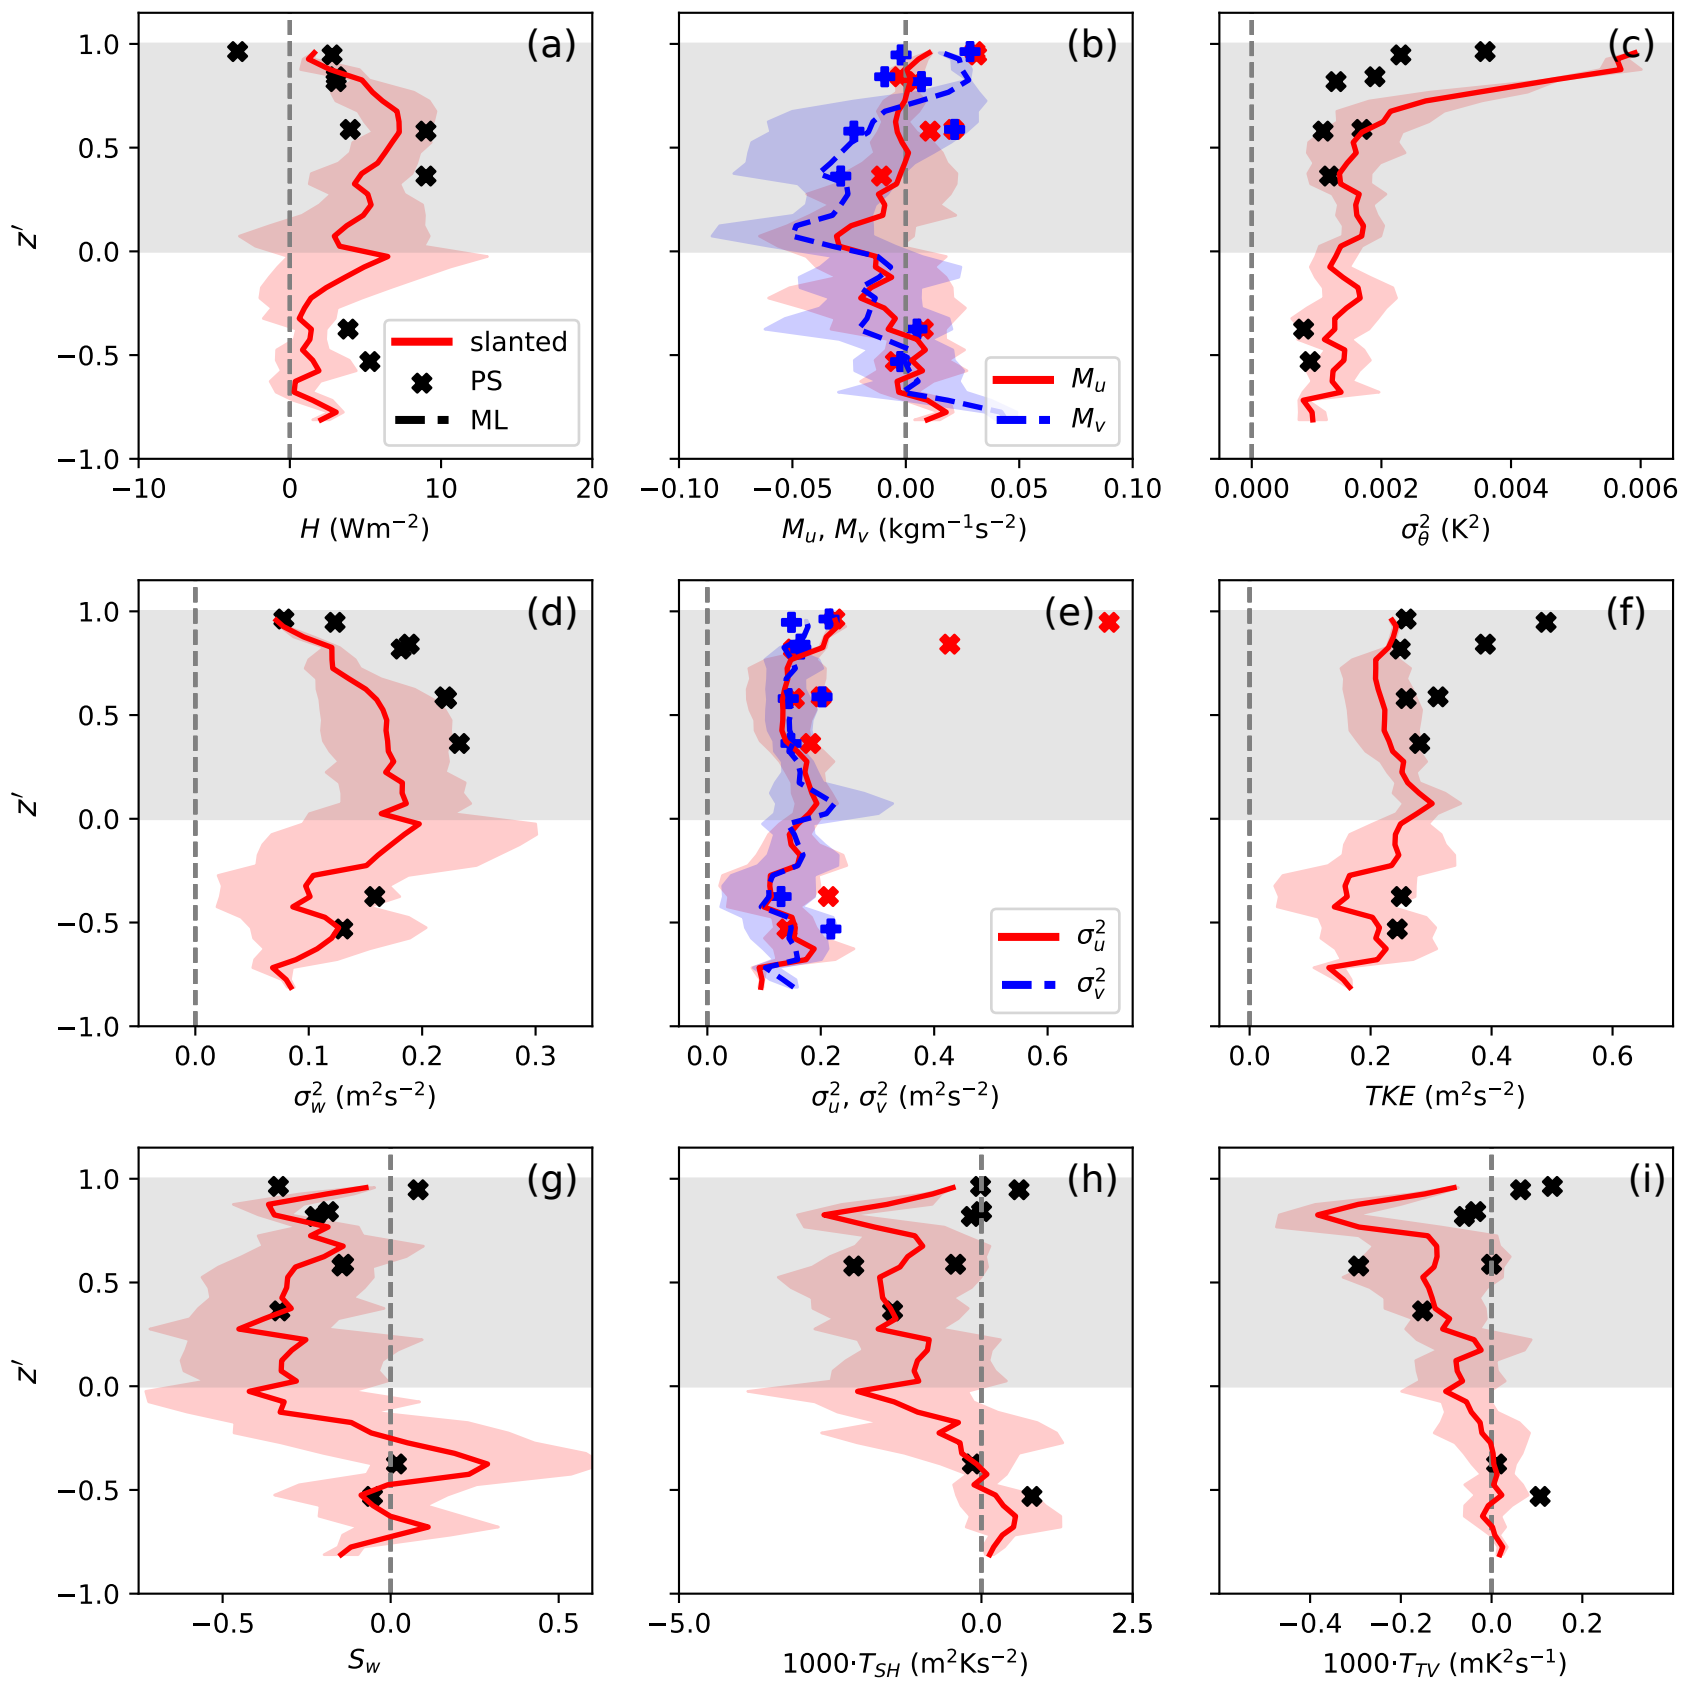 (a) (b) (c)
1.0
0.5
z′
0.0
−0.5
−1.0
slanted
PS
ML
M_u
M_v
−10 0 10 20
−0.10 −0.05 0.00 0.05 0.10
0.000 0.002 0.004 0.006
H (Wm⁻²)
M_u, M_v (kgm⁻¹s⁻²)
σ_θ² (K²)
(d) (e) (f)
1.0
0.5
z′
0.0
−0.5
−1.0
σ_u²
σ_v²
0.0 0.1 0.2 0.3
0.0 0.2 0.4 0.6
0.0 0.2 0.4 0.6
σ_w² (m²s⁻²)
σ_u², σ_v² (m²s⁻²)
TKE (m²s⁻²)
(g) (h) (i)
1.0
0.5
z′
0.0
−0.5
−1.0
−0.5 0.0 0.5
-5.0 0.0 2.5
−0.4 −0.2 0.0 0.2
S_w
1000·T_SH (m²Ks⁻²)
1000·T_TV (mK²s⁻¹)